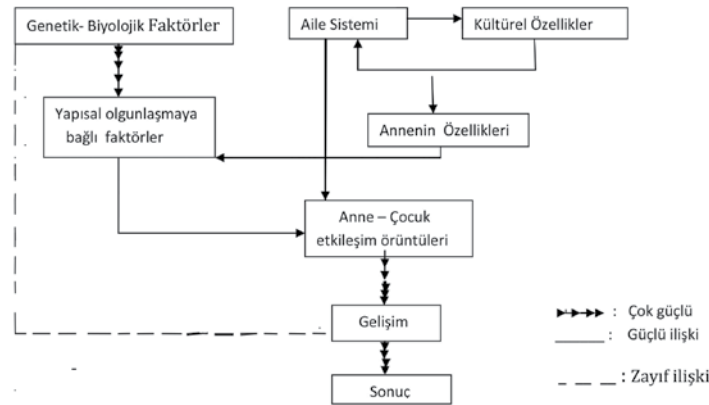 Genetik- Biyolojik Faktörler
Aile Sistemi
Kültürel Özellikler
Yapısal olgunlaşmaya
bağlı faktörler
Annenin Özellikleri
Anne – Çocuk
etkileşim örüntüleri
Gelişim
Sonuç
: Çok güçlü
: Güçlü ilişki
: Zayıf ilişki